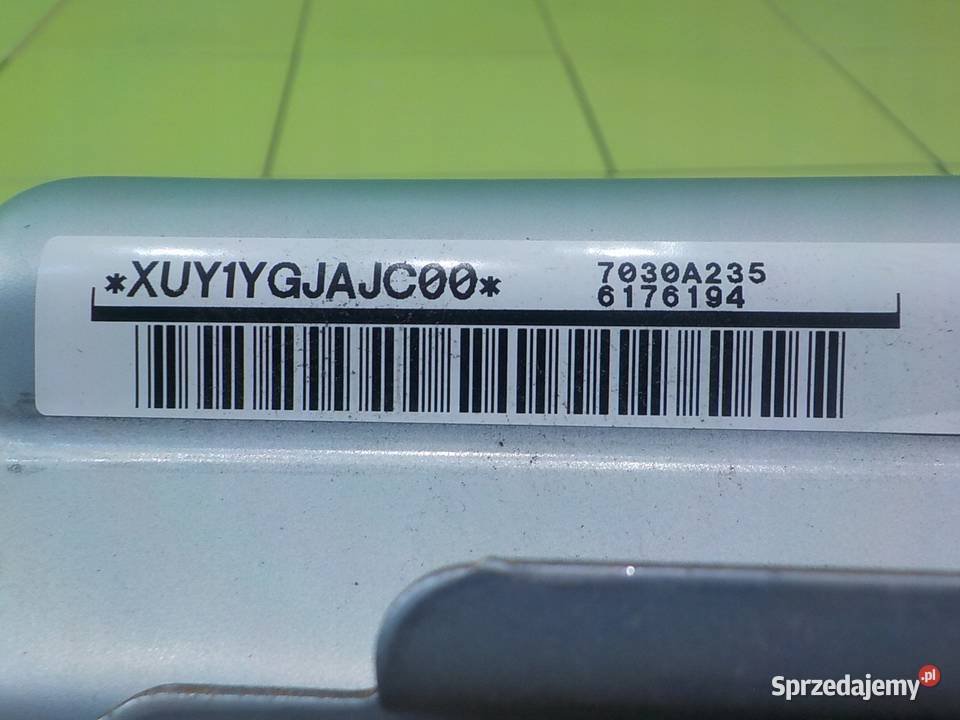 *XUY1YGJAJC00*
7030A235
6176194
Sprzedajemy.pl